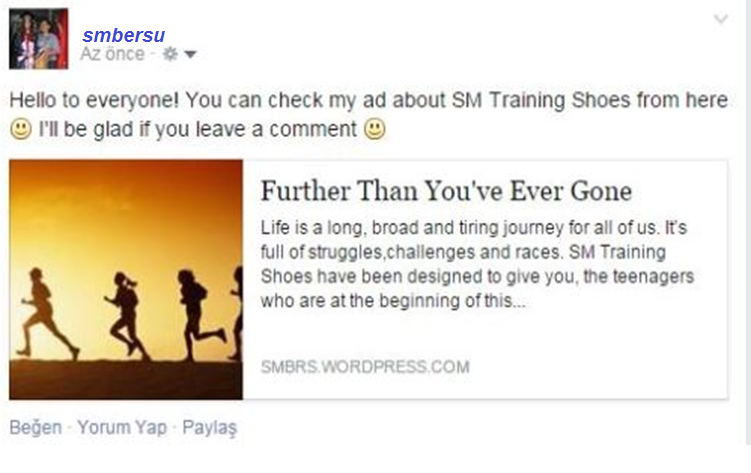 smbersu
Az önce
Hello to everyone! You can check my ad about SM Training Shoes from here
I'll be glad if you leave a comment
Further Than You've Ever Gone
Life is a long, broad and tiring journey for all of us. It's
full of struggles,challenges and races. SM Training
Shoes have been designed to give you, the teenagers
who are at the beginning of this...
SMBRS.WORDPRESS.COM
Beğen · Yorum Yap · Paylaş